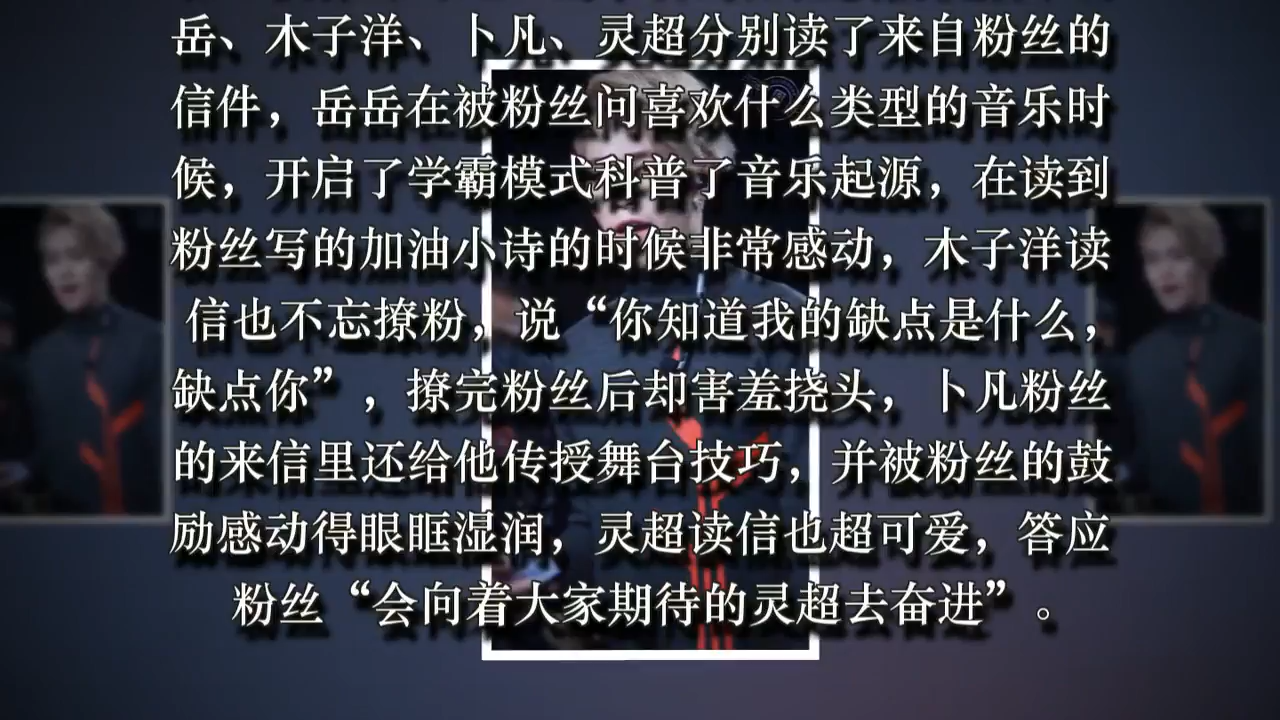 岳、木子洋、卜凡、灵超分别读了来自粉丝的
信件，岳岳在被粉丝问喜欢什么类型的音乐时
候，开启了学霸模式科普了音乐起源，在读到
粉丝写的加油小诗的时候非常感动，木子洋读
信也不忘撩粉，说“你知道我的缺点是什么，
缺点你”，撩完粉丝后却害羞挠头，卜凡粉丝
的来信里还给他传授舞台技巧，并被粉丝的鼓
励感动得眼眶湿润，灵超读信也超可爱，答应
粉丝“会向着大家期待的灵超去奋进”。